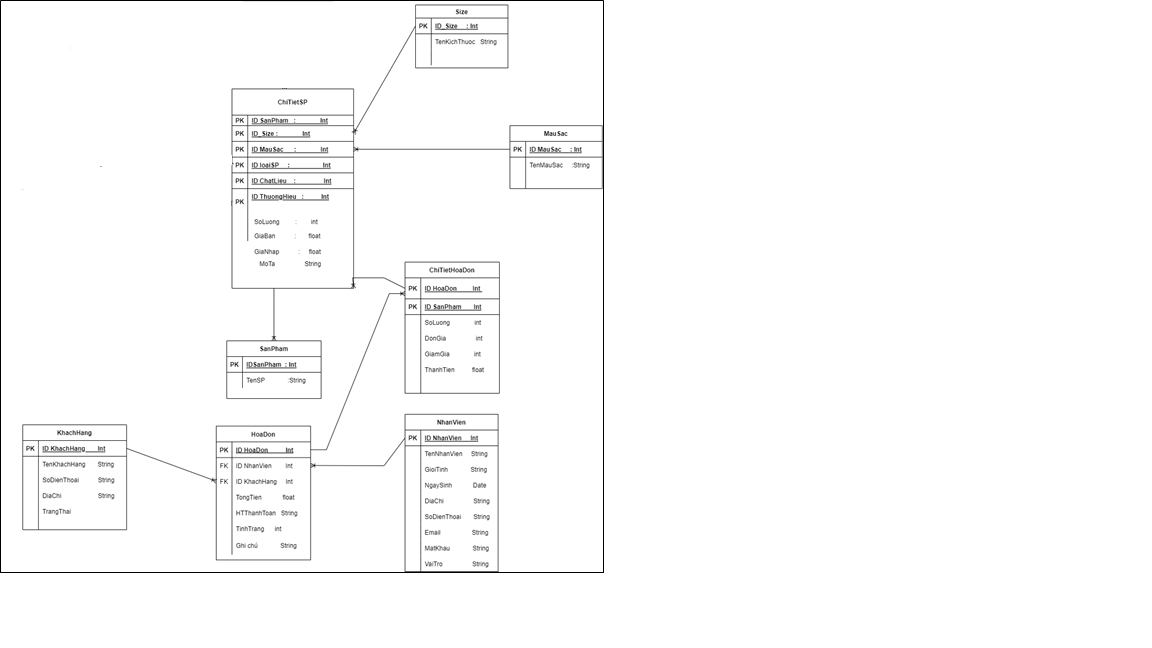 Size
PK ID_Size : Int
TenKichThuoc String
ChiTietSP
PK ID SanPham : Int
PK ID_Size : Int
PK ID MauSac : Int
PK ID loaiSP : Int
PK ID ChatLieu : Int
PK ID ThuongHieu : Int
SoLuong : int
GiaBan : float
GiaNhap : float
MoTa String
MauSac
PK ID MauSac : Int
TenMauSac :String
ChiTietHoaDon
PK ID HoaDon Int
PK ID SanPham Int
SoLuong int
DonGia int
GiamGia int
ThanhTien float
SanPham
PK IDSanPham : Int
TenSP :String
KhachHang
PK ID KhachHang Int
TenKhachHang String
SoDienThoai String
DiaChi String
TrangThai
HoaDon
PK ID HoaDon Int
FK ID NhanVien Int
FK ID KhachHang Int
TongTien float
HTThanhToan String
TinhTrang int
Ghi chú String
NhanVien
PK ID NhanVien Int
TenNhanVien String
GioiTinh String
NgaySinh Date
DiaChi String
SoDienThoai String
Email String
MatKhau String
VaiTro String